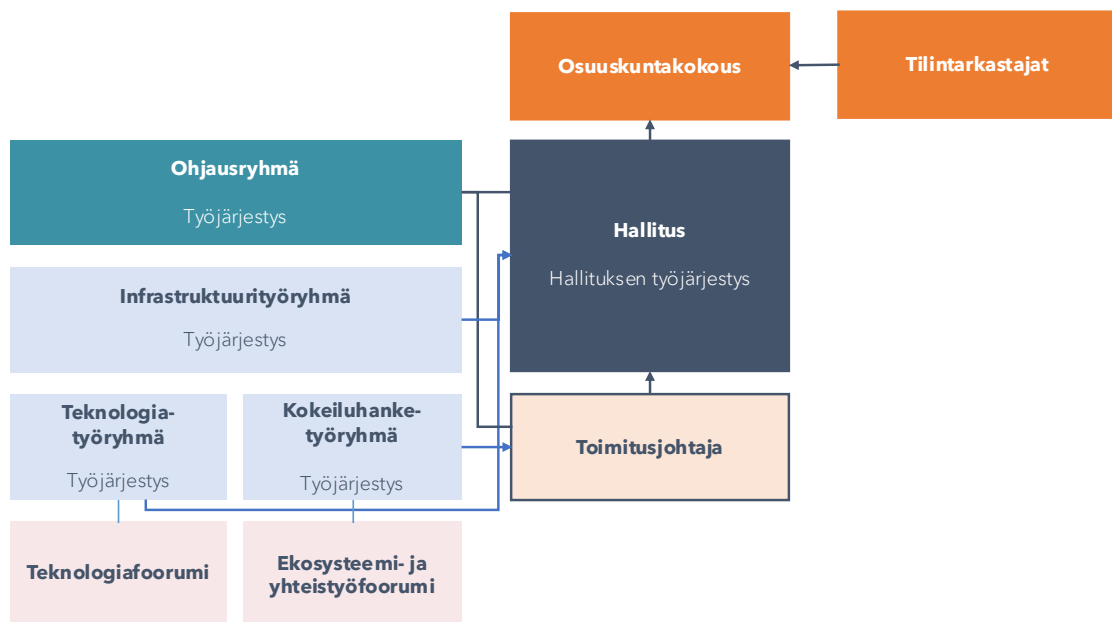 Osuuskuntakokous
Tilintarkastajat
Ohjausryhmä
Työjärjestys
Hallitus
Hallituksen työjärjestys
Infrastruktuurityöryhmä
Työjärjestys
Teknologia-
työryhmä
Työjärjestys
Kokeiluhanke-
työryhmä
Työjärjestys
Toimitusjohtaja
Teknologiafoorumi
Ekosysteemi- ja
yhteistyöfoorumi